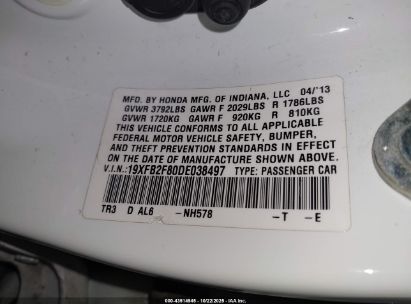 MFD. BY HONDA MFG. OF INDIANA, LLC 04/'13
GVWR 3792LBS GAWR F 2029LBS R 1786LBS
GVWR 1720KG GAWR F 920KG R 810KG
THIS VEHICLE CONFORMS TO ALL APPLICABLE
FEDERAL MOTOR VEHICLE SAFETY, BUMPER,
AND THEFT PREVENTION STANDARDS IN EFFECT
ON THE DATE OF MANUFACTURE SHOWN ABOVE.
V.I.N.: 19XFB2F80DE038497 TYPE: PASSENGER CAR
TR3 D AL6 -NH578 -T -E